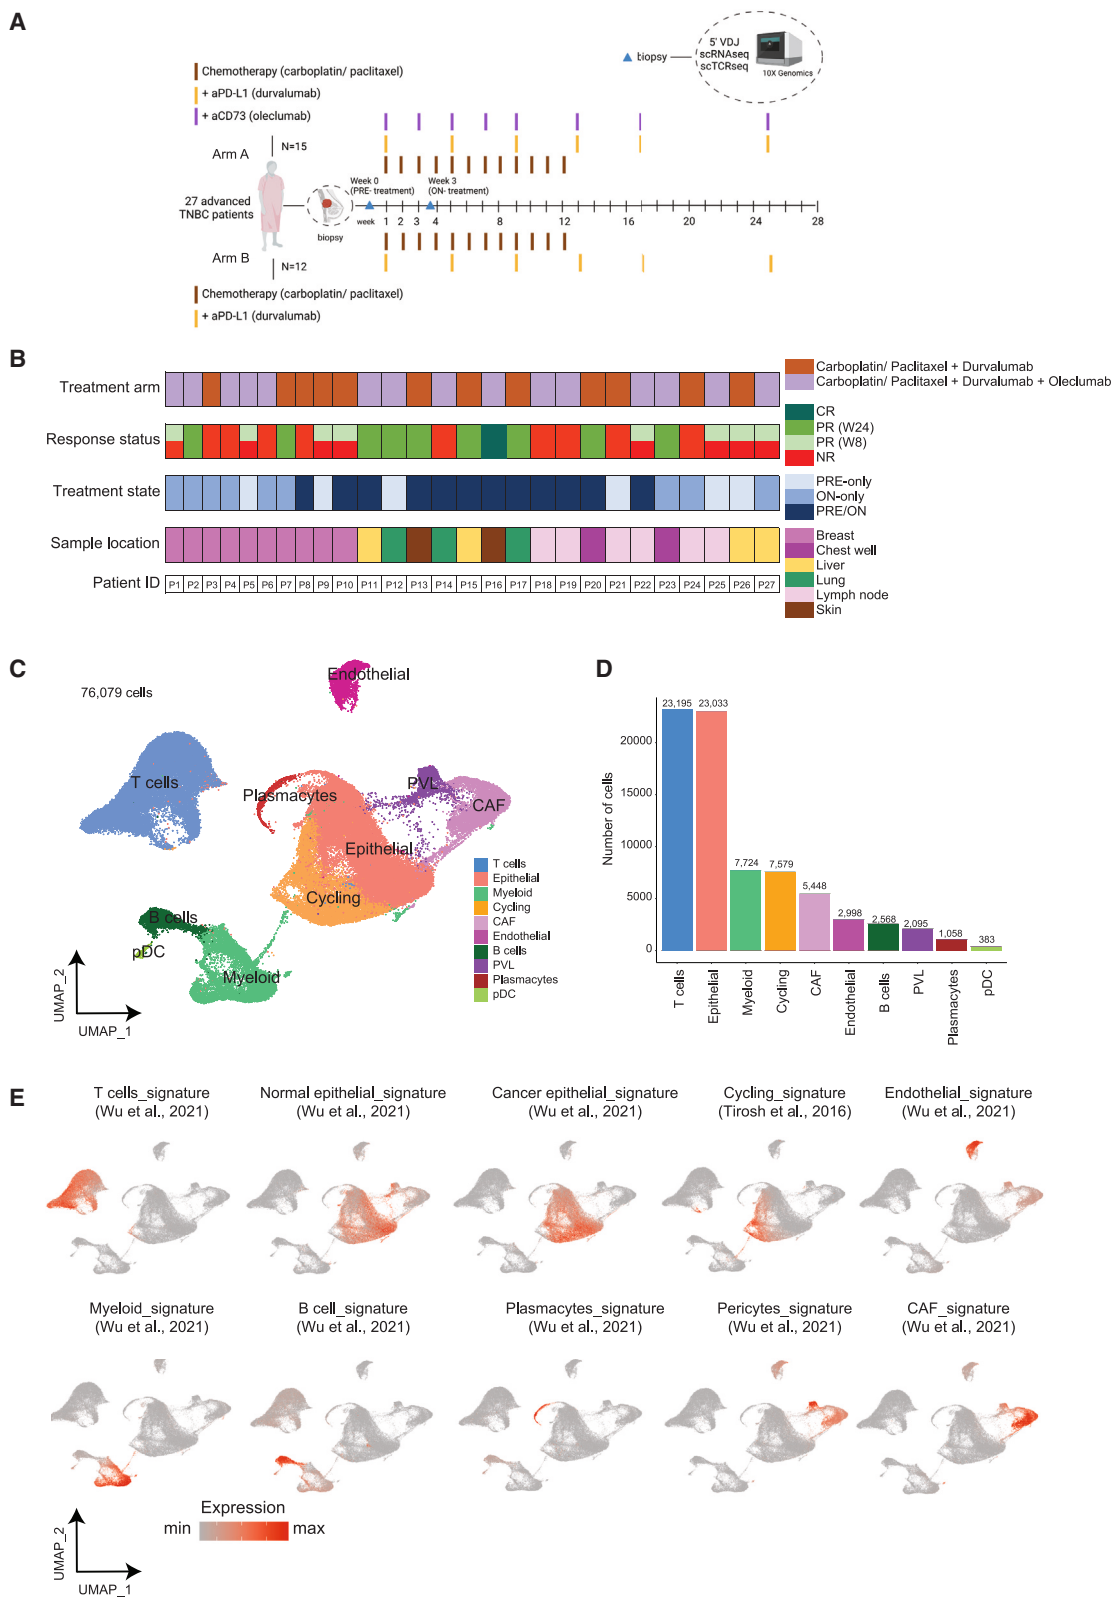 A
5' VDJ
scRNAseq
scTCRseq
10X Genomics
biopsy
Chemotherapy (carboplatin/ paclitaxel)
+ aPD-L1 (durvalumab)
+ aCD73 (oleclumab)
Arm A
N=15
27 advanced
TNBC patients
biopsy
Week 0
(PRE- treatment)
Week 3
(ON- treatment)
week
1 2 3 4 8 12 16 20 24 28
Arm B
N=12
Chemotherapy (carboplatin/ paclitaxel)
+ aPD-L1 (durvalumab)
B
Treatment arm
Carboplatin/ Paclitaxel + Durvalumab
Carboplatin/ Paclitaxel + Durvalumab + Oleclumab
Response status
CR
PR (W24)
PR (W8)
NR
Treatment state
PRE-only
ON-only
PRE/ON
Sample location
Breast
Chest well
Liver
Lung
Lymph node
Skin
Patient ID
P1 P2 P3 P4 P5 P6 P7 P8 P9 P10 P11 P12 P13 P14 P15 P16 P17 P18 P19 P20 P21 P22 P23 P24 P25 P26 P27
C
76,079 cells
Endothelial
T cells
Plasmacytes
PVL
CAF
Epithelial
Cycling
B cells
pDC
Myeloid
T cells
Epithelial
Myeloid
Cycling
CAF
Endothelial
B cells
PVL
Plasmacytes
pDC
UMAP_2
UMAP_1
D
Number of cells
20000
15000
10000
5000
0
23,195 23,033 7,724 7,579 5,448 2,998 2,568 2,095 1,058 383
T cells
Epithelial
Myeloid
Cycling
CAF
Endothelial
B cells
PVL
Plasmacytes
pDC
E
T cells_signature
(Wu et al., 2021)
Normal epithelial_signature
(Wu et al., 2021)
Cancer epithelial_signature
(Wu et al., 2021)
Cycling_signature
(Tirosh et al., 2016)
Endothelial_signature
(Wu et al., 2021)
Myeloid_signature
(Wu et al., 2021)
B cell_signature
(Wu et al., 2021)
Plasmacytes_signature
(Wu et al., 2021)
Pericytes_signature
(Wu et al., 2021)
CAF_signature
(Wu et al., 2021)
Expression
min max
UMAP_2
UMAP_1